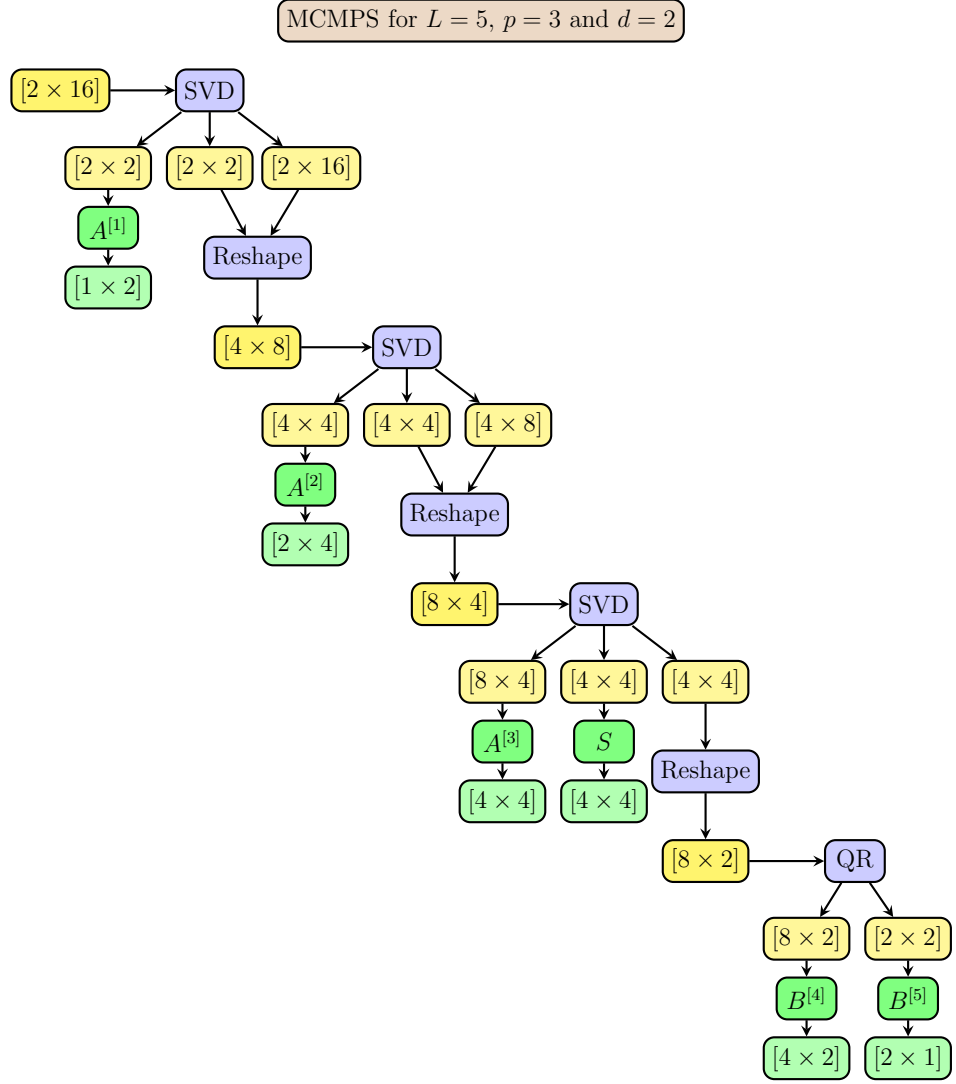 MCMPS for L = 5, p = 3 and d = 2
[2 × 16] SVD
[2 × 2] [2 × 2] [2 × 16]
A^{[1]}
Reshape
[1 × 2]
[4 × 8] SVD
[4 × 4] [4 × 4] [4 × 8]
A^{[2]}
Reshape
[2 × 4]
[8 × 4] SVD
[8 × 4] [4 × 4] [4 × 4]
A^{[3]} S
Reshape
[4 × 4] [4 × 4]
[8 × 2] QR
[8 × 2] [2 × 2]
B^{[4]} B^{[5]}
[4 × 2] [2 × 1]